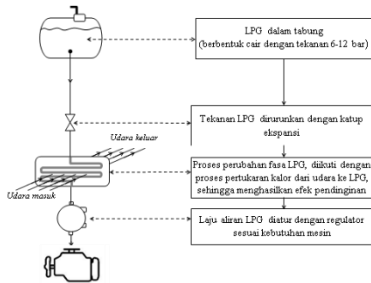 LPG dalam tabung
(berbentuk cair dengan tekanan 6-12 bar)
Tekanan LPG dirurunkan dengan katup
ekspansi
Udara keluar
Udara masuk
Proses perubahan fasa LPG, diikuti dengan
proses pertukaran kalor dari udara ke LPG,
sehingga menghasilkan efek pendinginan
Laju aliran LPG diatur dengan regulator
sesuai kebutuhan mesin